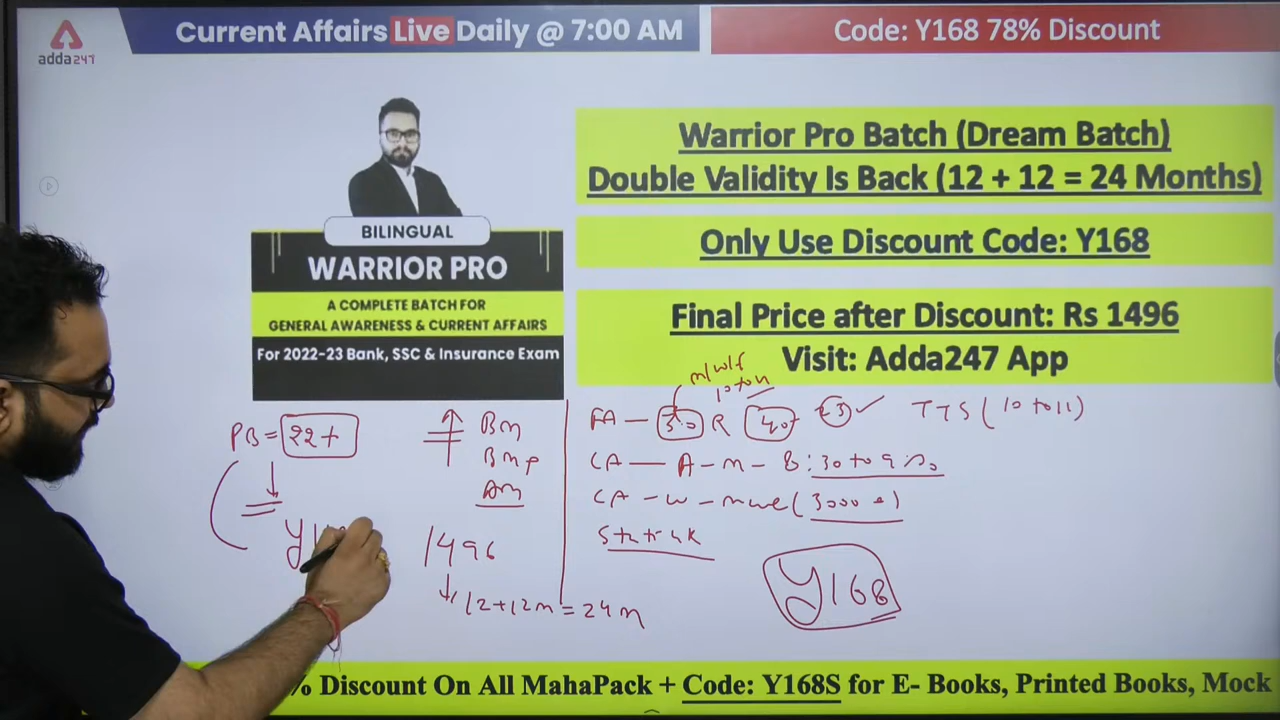 adda247
Current Affairs Live Daily @ 7:00 AM
Code: Y168 78% Discount
Warrior Pro Batch (Dream Batch)
Double Validity Is Back (12 + 12 = 24 Months)
Only Use Discount Code: Y168
Final Price after Discount: Rs 1496
Visit: Adda247 App
BILINGUAL
WARRIOR PRO
A COMPLETE BATCH FOR
GENERAL AWARENESS & CURRENT AFFAIRS
For 2022-23 Bank, SSC & Insurance Exam
PB = 22+
BM
BMP
AM
1496
12+12m = 24m
10 to 11
FA — 30 R 40+ TTS (10 to 11)
CA — A - M - B: 30 to
CA - W - (3000
Y168
% Discount On All MahaPack + Code: Y168S for E- Books, Printed Books, Mock